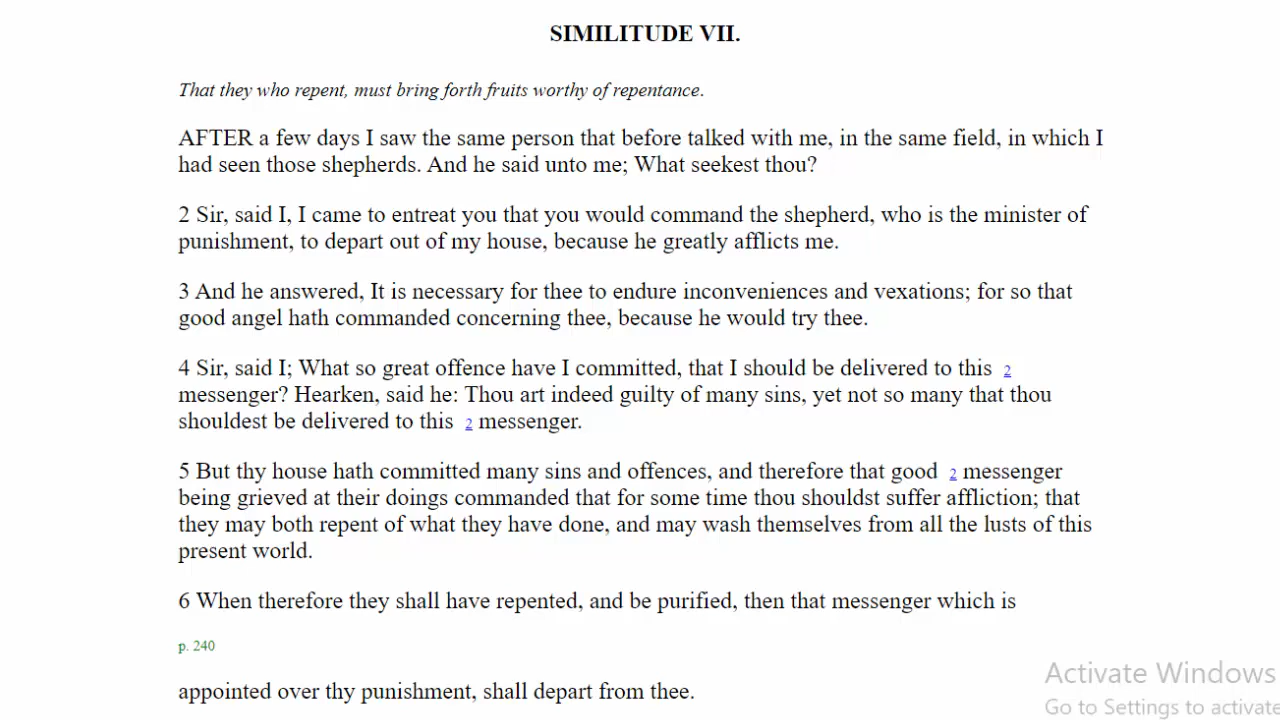 SIMILITUDE VII.
That they who repent, must bring forth fruits worthy of repentance.
AFTER a few days I saw the same person that before talked with me, in the same field, in which I
had seen those shepherds. And he said unto me; What seekest thou?
2 Sir, said I, I came to entreat you that you would command the shepherd, who is the minister of
punishment, to depart out of my house, because he greatly afflicts me.
3 And he answered, It is necessary for thee to endure inconveniences and vexations; for so that
good angel hath commanded concerning thee, because he would try thee.
4 Sir, said I; What so great offence have I committed, that I should be delivered to this 2
messenger? Hearken, said he: Thou art indeed guilty of many sins, yet not so many that thou
shouldest be delivered to this 2 messenger.
5 But thy house hath committed many sins and offences, and therefore that good 2 messenger
being grieved at their doings commanded that for some time thou shouldst suffer affliction; that
they may both repent of what they have done, and may wash themselves from all the lusts of this
present world.
6 When therefore they shall have repented, and be purified, then that messenger which is
p. 240
appointed over thy punishment, shall depart from thee.
Activate Windows
Go to Settings to activate